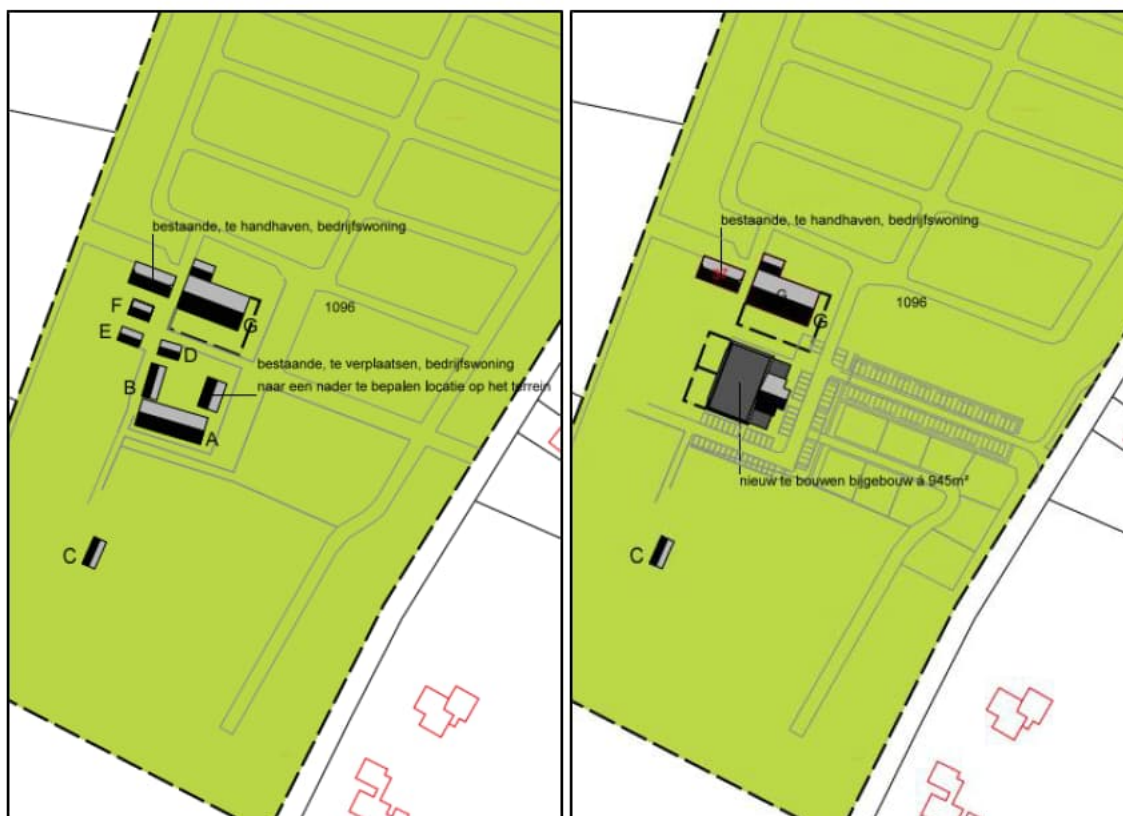 bestaande, te handhaven, bedrijfswoning
F
E
G
1096
D
bestaande, te verplaatsen, bedrijfswoning
naar een nader te bepalen locatie op het terrein
B
A
C
bestaande, te handhaven, bedrijfswoning
G
1096
G
nieuw te bouwen bijgebouw á 945m²
C